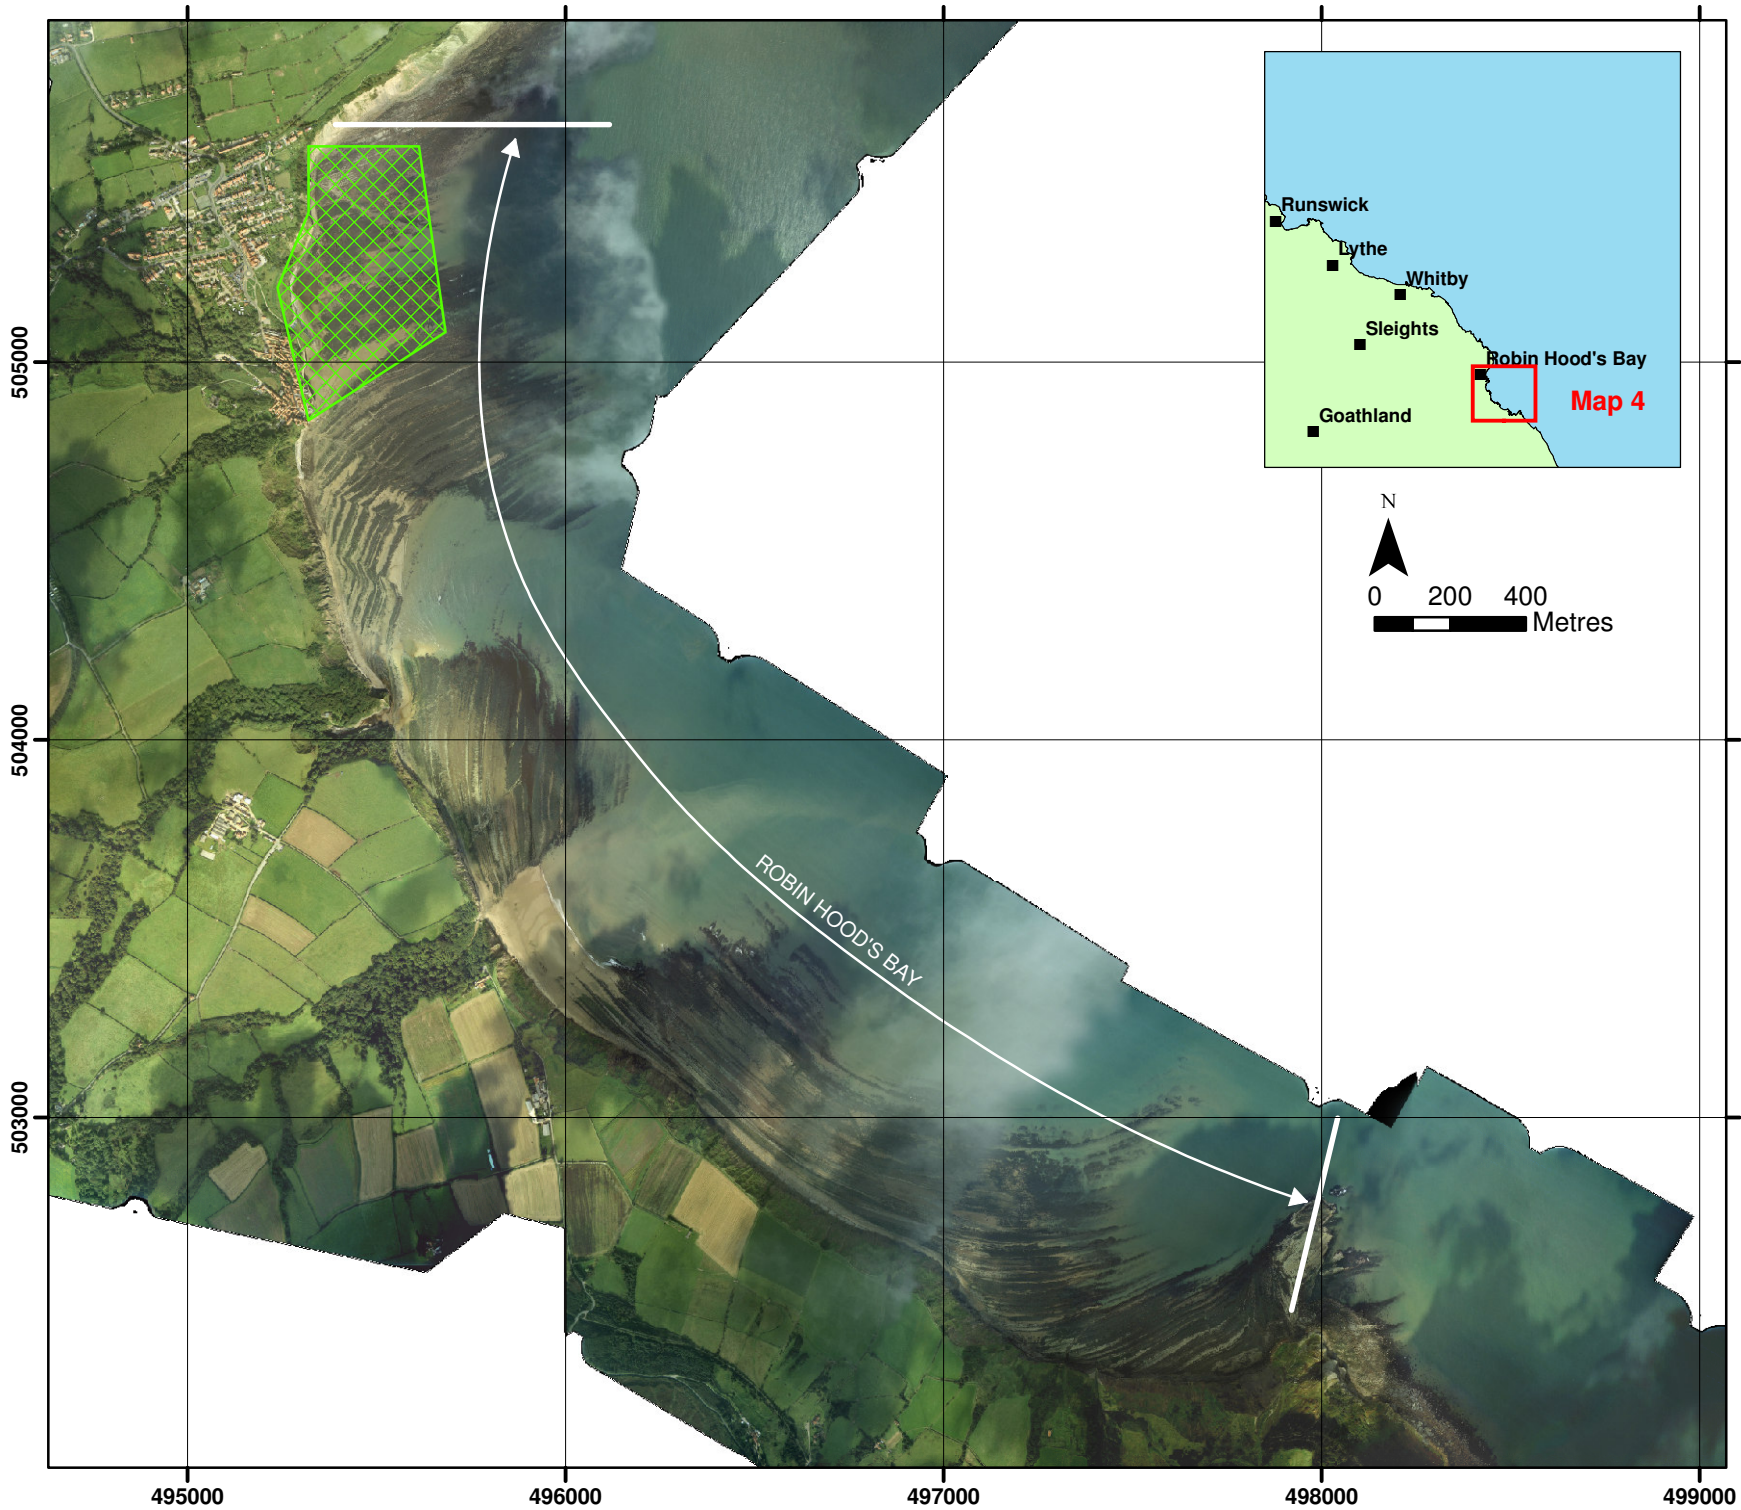 Runswick
Lythe
Whitby
Sleights
Robin Hood's Bay
Map 4
Goathland
N
0 200 400
Metres
505000
504000
503000
ROBIN HOOD'S BAY
495000 496000 497000 498000 499000